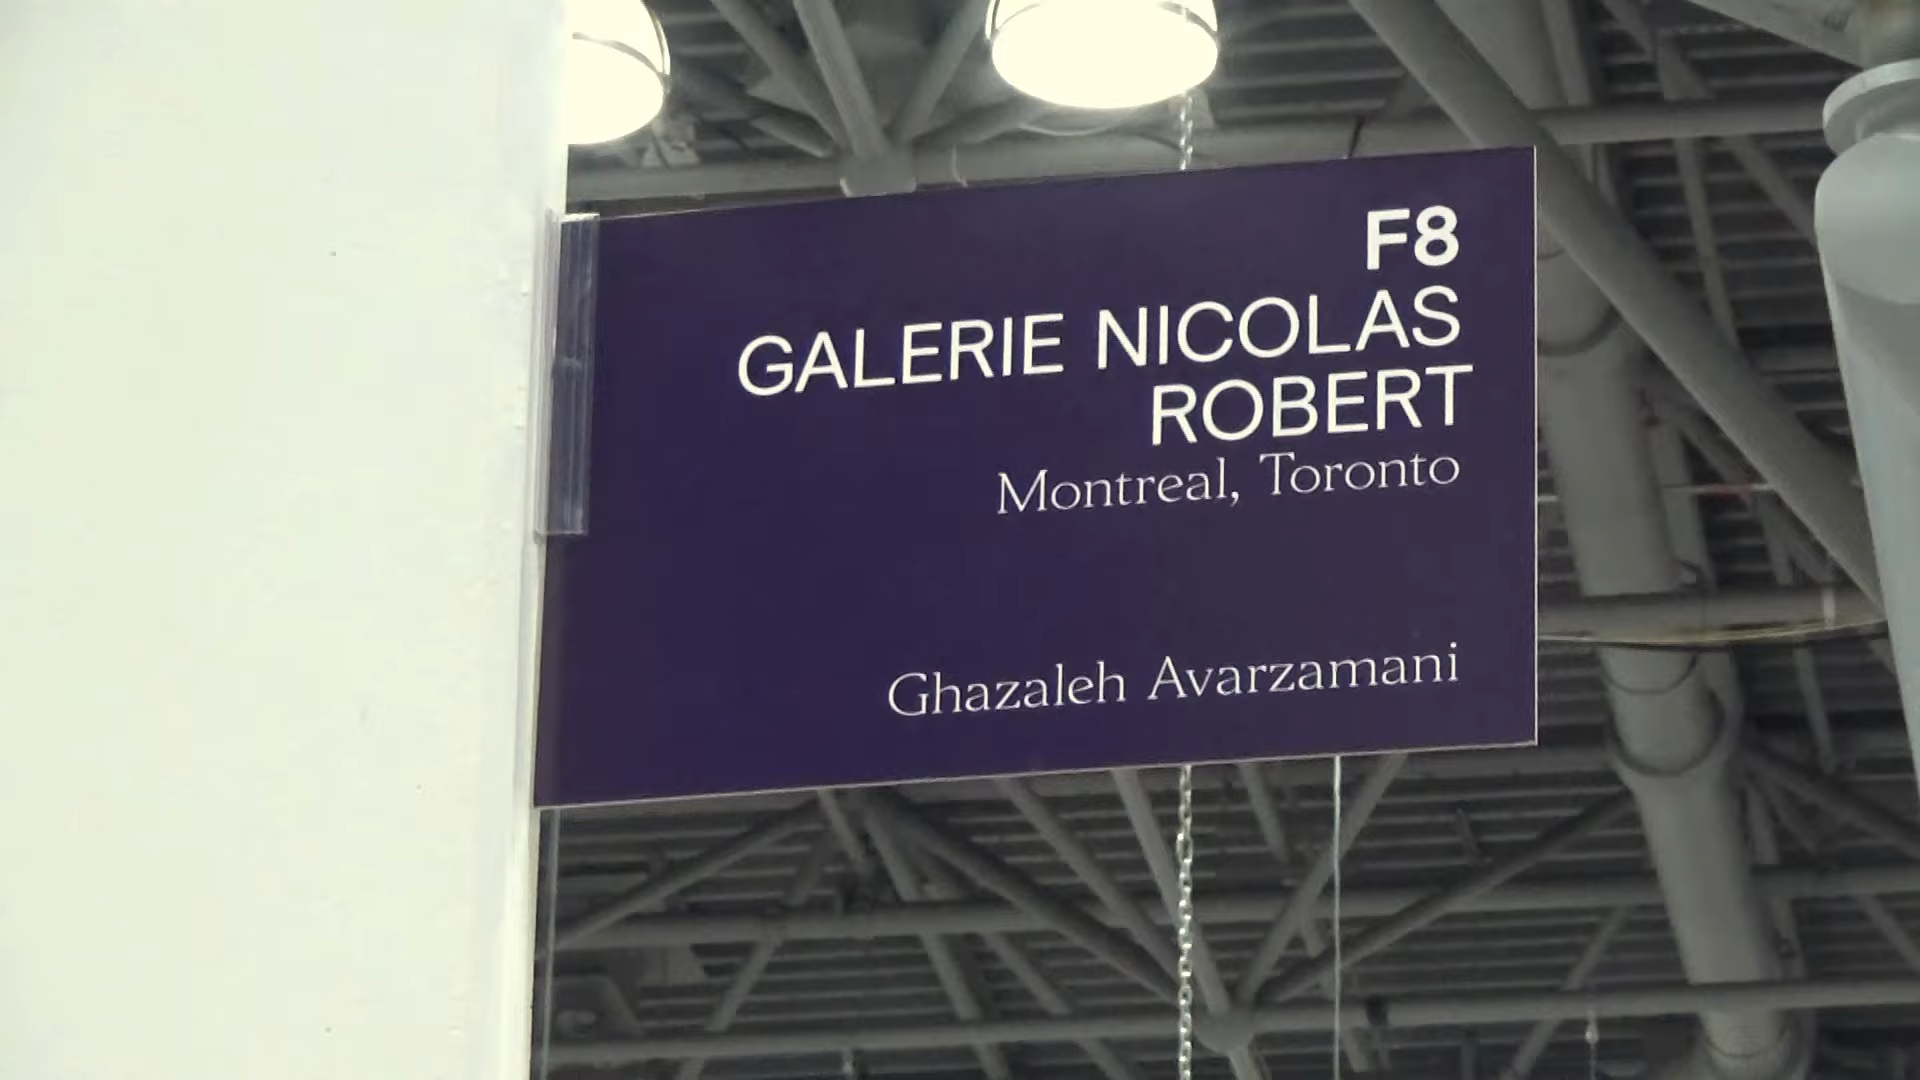 F8
GALERIE NICOLAS
ROBERT
Montreal, Toronto
Ghazaleh Avarzamani